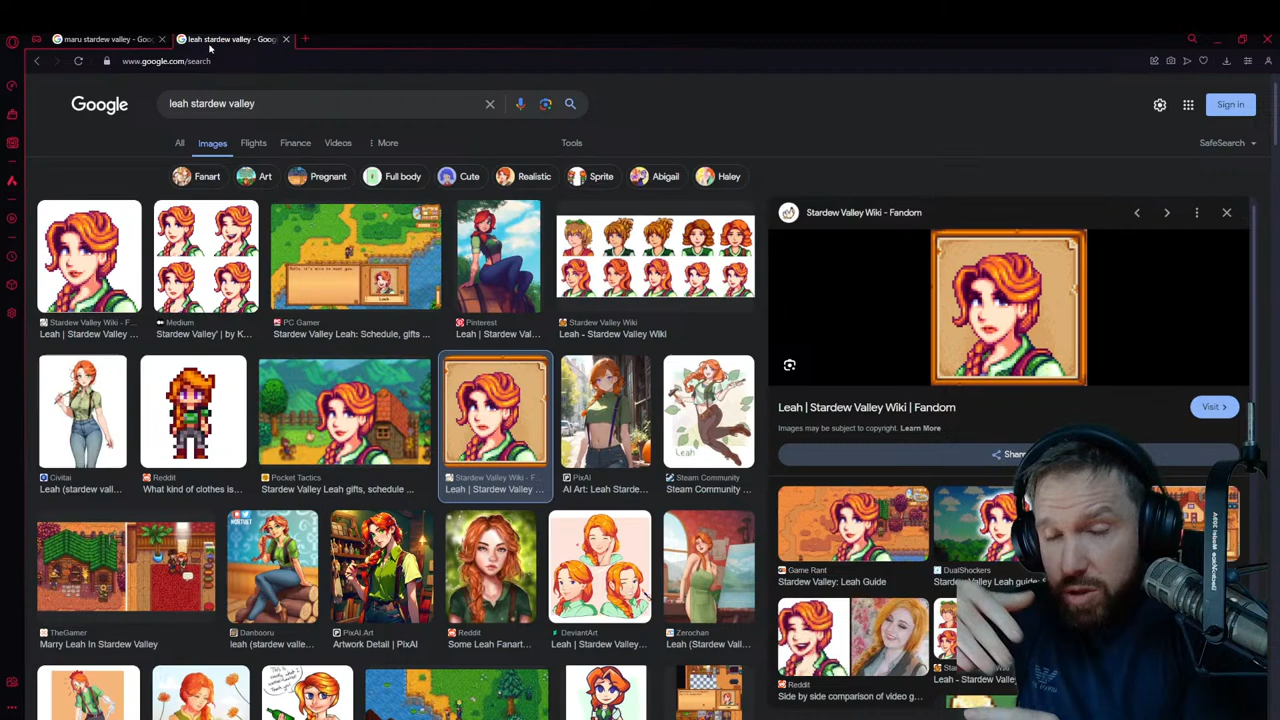 maru stardew valley - Goog
leah stardew valley - Googl
www.google.com/search
Google
leah stardew valley
Sign in
All
Images
Flights
Finance
Videos
More
Tools
SafeSearch
Fanart
Art
Pregnant
Full body
Cute
Realistic
Sprite
Abigail
Haley
Stardew Valley Wiki - Fandom
Leah
Stardew Valley Wiki - F...
Leah | Stardew Valley ...
Medium
Stardew Valley' | by K...
PC Gamer
Stardew Valley Leah: Schedule, gifts ...
Pinterest
Leah | Stardew Val...
Stardew Valley Wiki
Leah - Stardew Valley Wiki
Leah | Stardew Valley Wiki | Fandom
Visit
Images may be subject to copyright. Learn More
Share
Leah
Civitai
Leah (stardew vall...
Reddit
What kind of clothes is...
Pocket Tactics
Stardew Valley Leah gifts, schedule ...
Stardew Valley Wiki - F...
Leah | Stardew Valley ...
PixAI
AI Art: Leah Starde...
Steam Community
Steam Community ...
Game Rant
Stardew Valley: Leah Guide
DualShockers
Stardew Valley Leah guide:
TheGamer
Marry Leah In Stardew Valley
Danbooru
leah (stardew valle...
PixAI.Art
Artwork Detail | PixAI
Reddit
Some Leah Fanart...
DeviantArt
Leah | Stardew Valley...
Zerochan
Leah (Stardew Vall...
Leah - Stardew Valley
Reddit
Side by side comparison of video g...